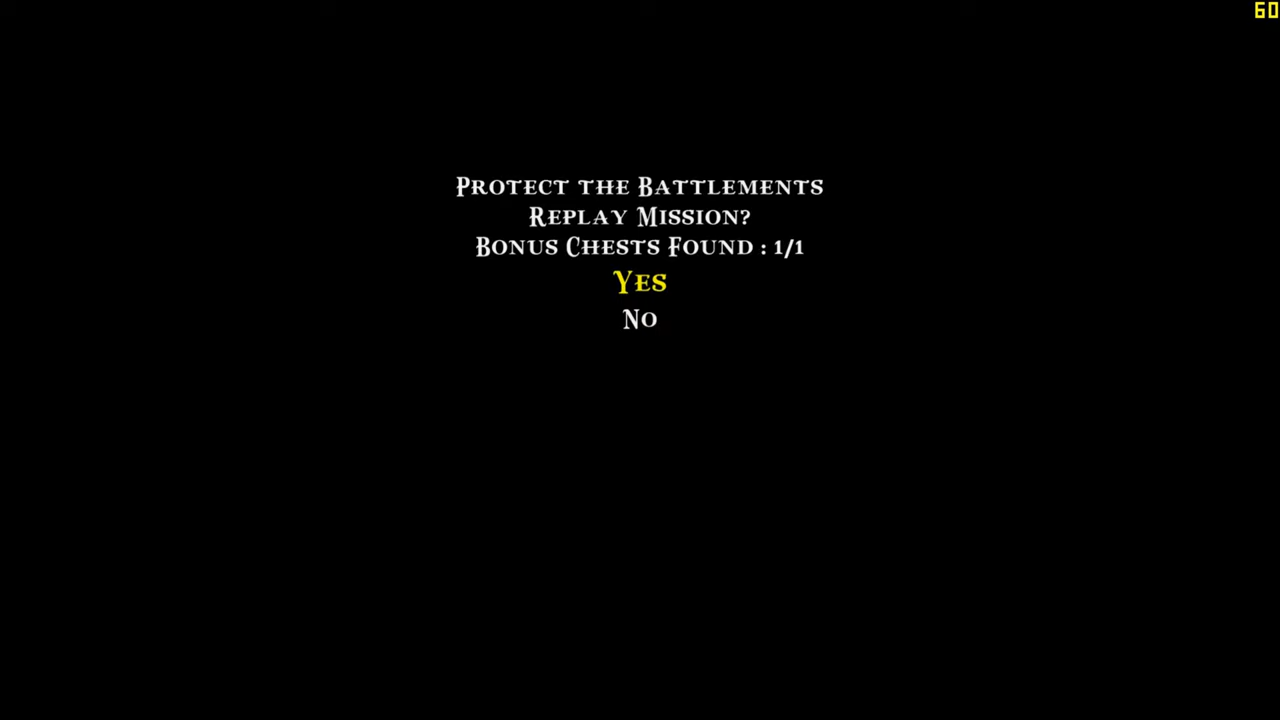 60
Protect the Battlements
Replay Mission?
Bonus Chests Found : 1/1
Yes
No